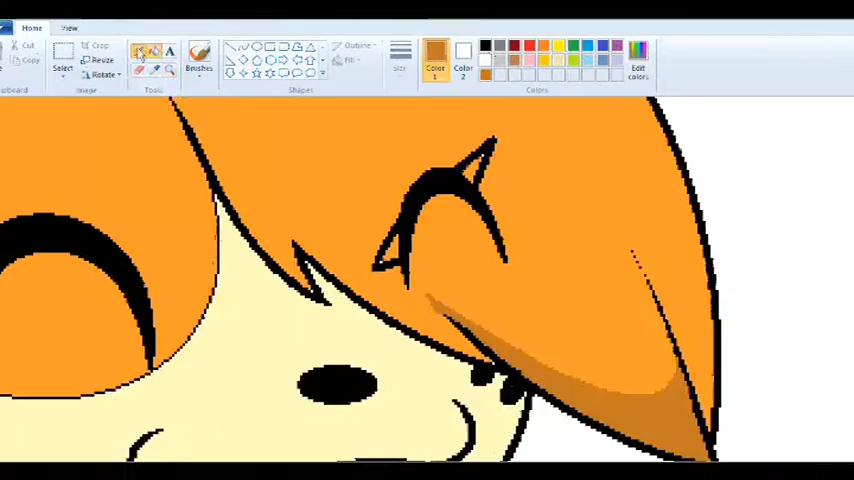 Home View
Cut
Copy
Select
Crop
Resize
Rotate
A
Brushes
Outline
Fill
Size
Color 1
Color 2
Edit colors
Image
Tools
Shapes
Colors